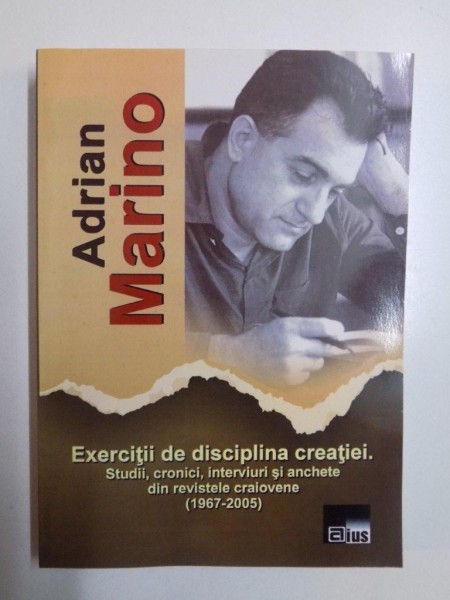 Adrian
Marino
Exerciţii de disciplina creaţiei.
Studii, cronici, interviuri şi anchete
din revistele craiovene
(1967-2005)
aius